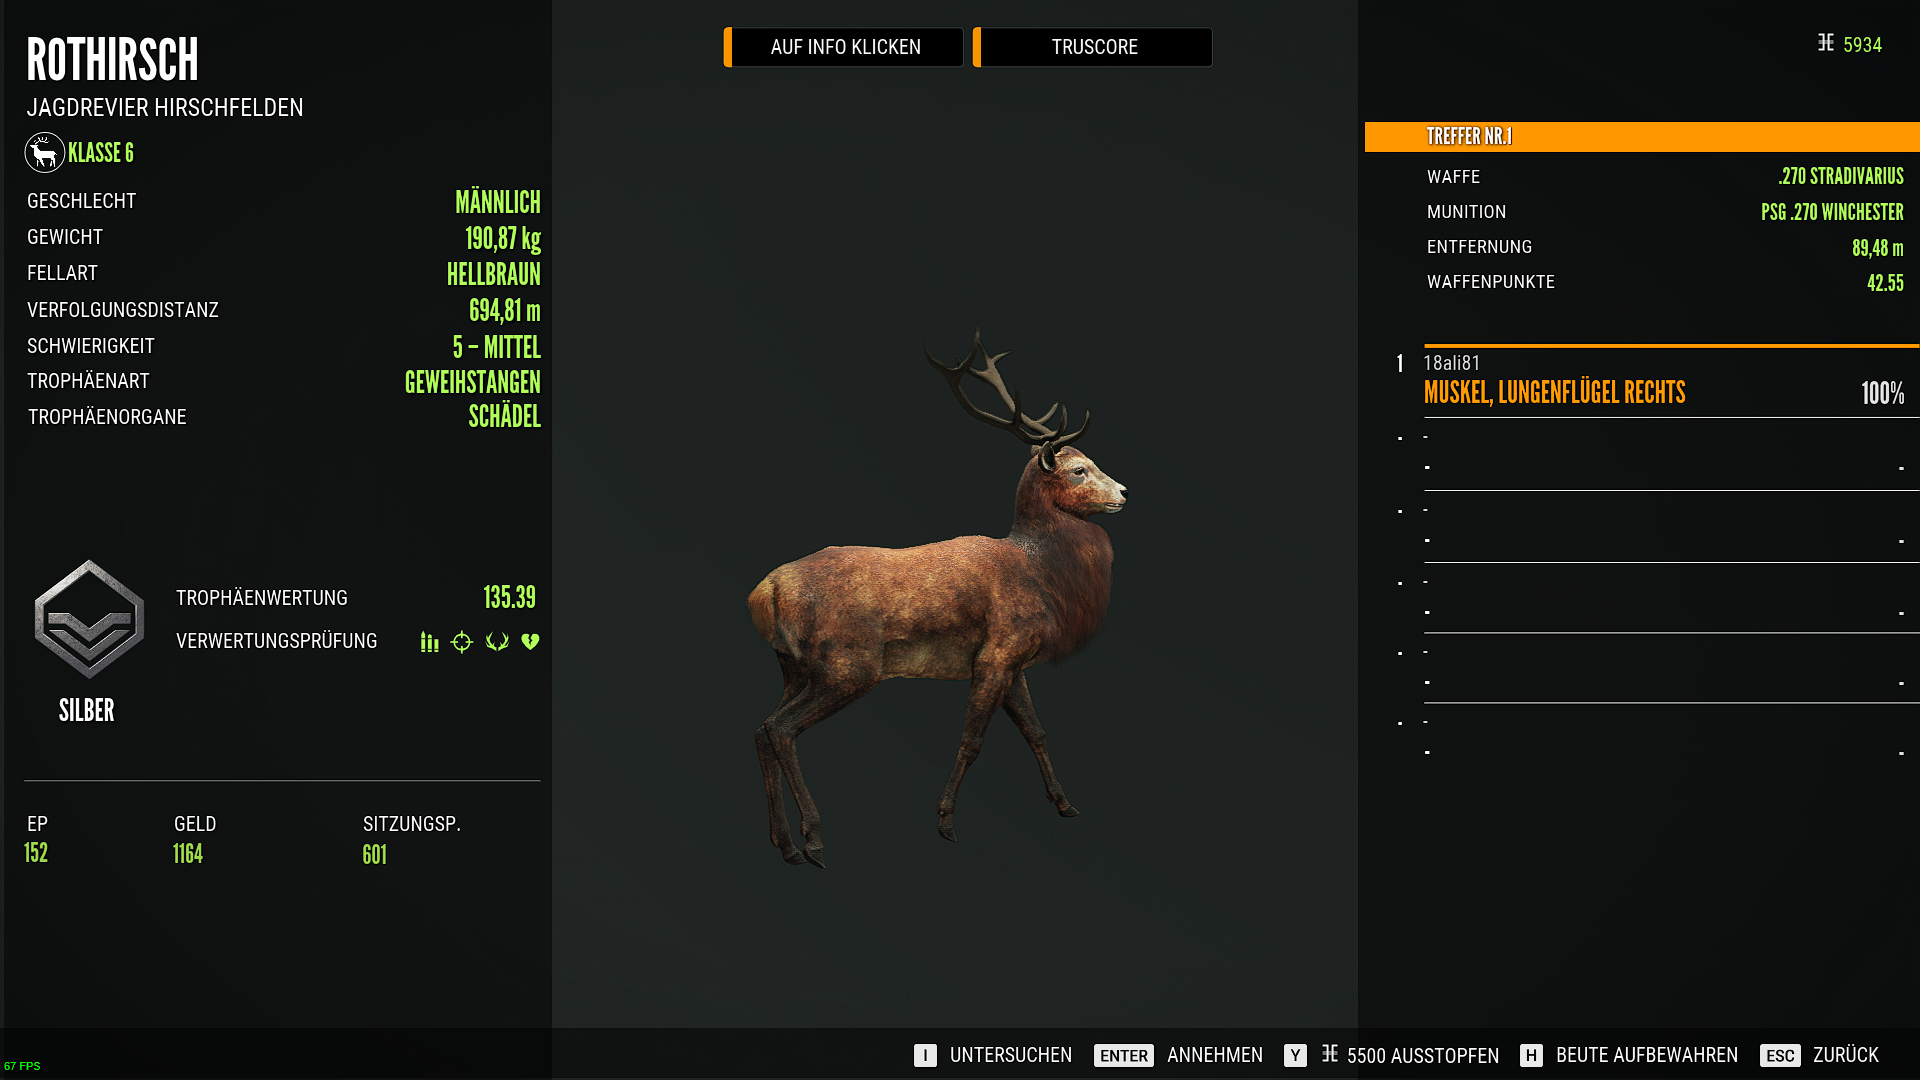 ROTHIRSCH
JAGDREVIER HIRSCHFELDEN
KLASSE 6
GESCHLECHT MÄNNLICH
GEWICHT 190,87 kg
FELLART HELLBRAUN
VERFOLGUNGSDISTANZ 694,81 m
SCHWIERIGKEIT 5 – MITTEL
TROPHÄENART GEWEIHSTANGEN
TROPHÄENORGANE SCHÄDEL
TROPHÄENWERTUNG 135.39
VERWERTUNGSPRÜFUNG
SILBER
EP GELD SITZUNGSP.
152 1164 601
67 FPS
AUF INFO KLICKEN TRUSCORE
5934
TREFFER NR.1
WAFFE .270 STRADIVARIUS
MUNITION PSG .270 WINCHESTER
ENTFERNUNG 89,48 m
WAFFENPUNKTE 42.55
1 18ali81
MUSKEL, LUNGENFLÜGEL RECHTS 100%
. -
- -
. -
- -
. -
- -
. -
- -
. -
- -
I UNTERSUCHEN ENTER ANNEHMEN Y 5500 AUSSTOPFEN H BEUTE AUFBEWAHREN ESC ZURÜCK